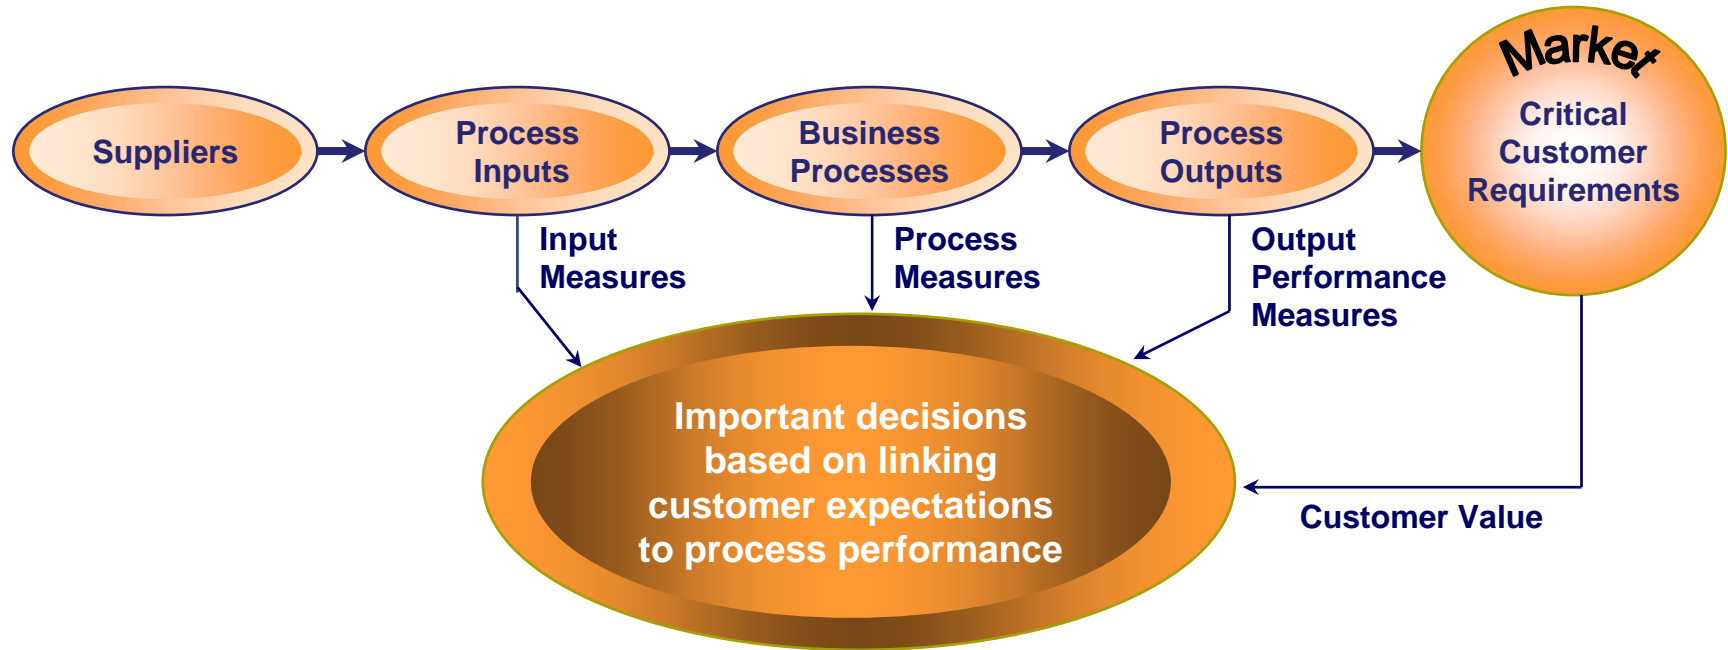 Market
Critical
Customer
Requirements
Suppliers
Process
Inputs
Business
Processes
Process
Outputs
Input
Measures
Process
Measures
Output
Performance
Measures
Important decisions
based on linking
customer expectations
to process performance
Customer Value